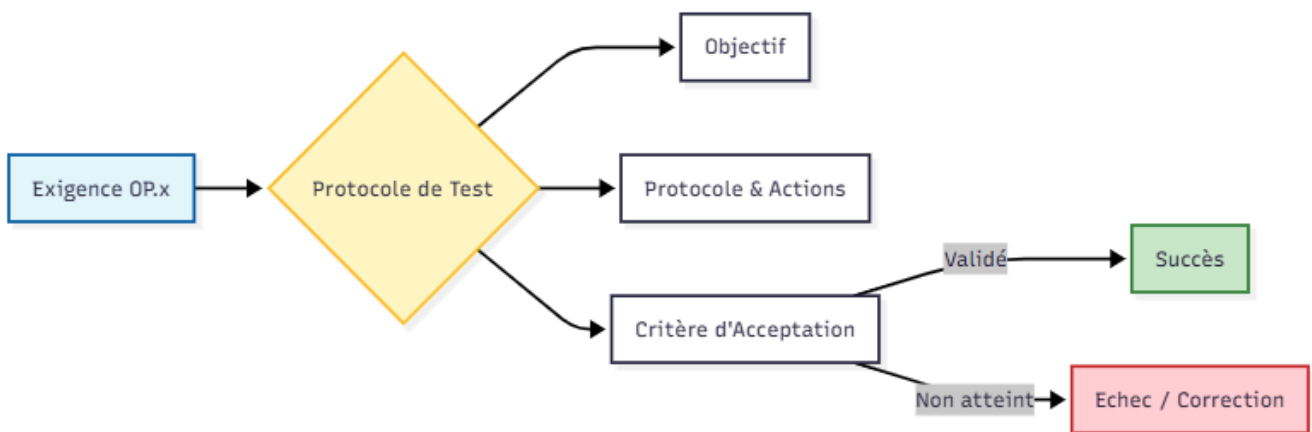 Objectif
Exigence OP.x
Protocole de Test
Protocole & Actions
Validé
Succès
Critère d'Acceptation
Non atteint
Echec / Correction